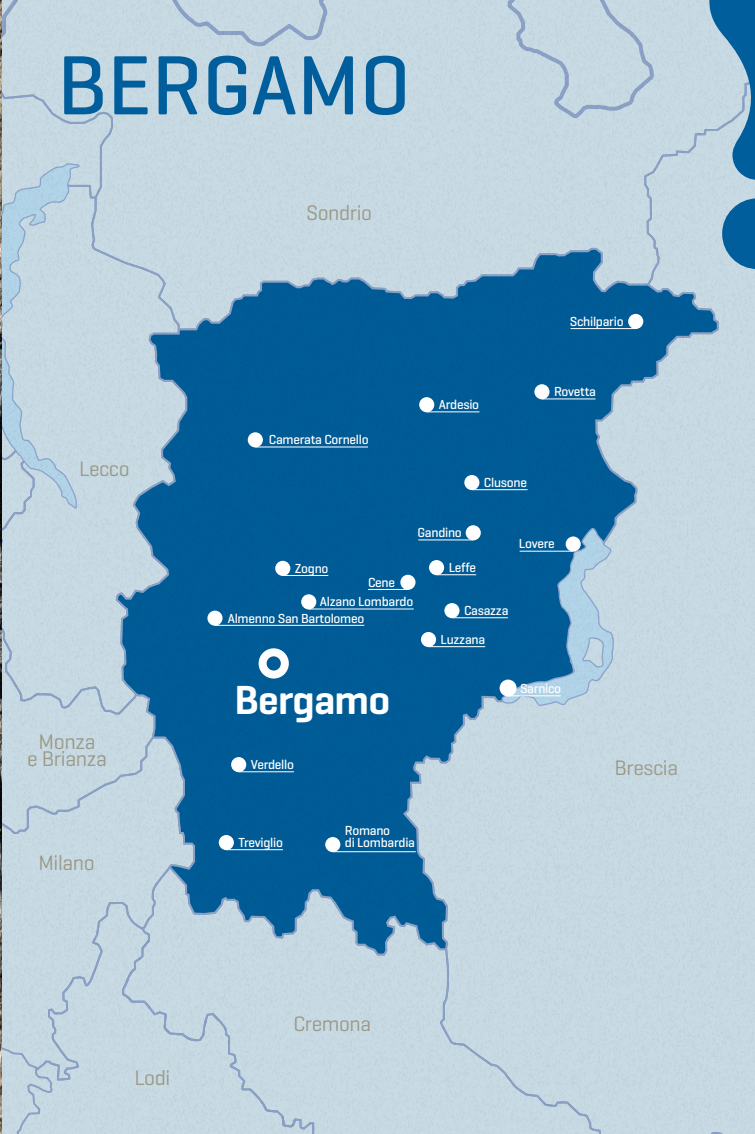 BERGAMO
Sondrio
Schilpario
Rovetta
Ardesio
Camerata Cornello
Lecco
Clusone
Gandino
Lovere
Zogno
Leffe
Cene
Alzano Lombardo
Casazza
Almenno San Bartolomeo
Luzzana
Sarnico
Bergamo
Monza
e Brianza
Verdello
Brescia
Romano
di Lombardia
Treviglio
Milano
Cremona
Lodi